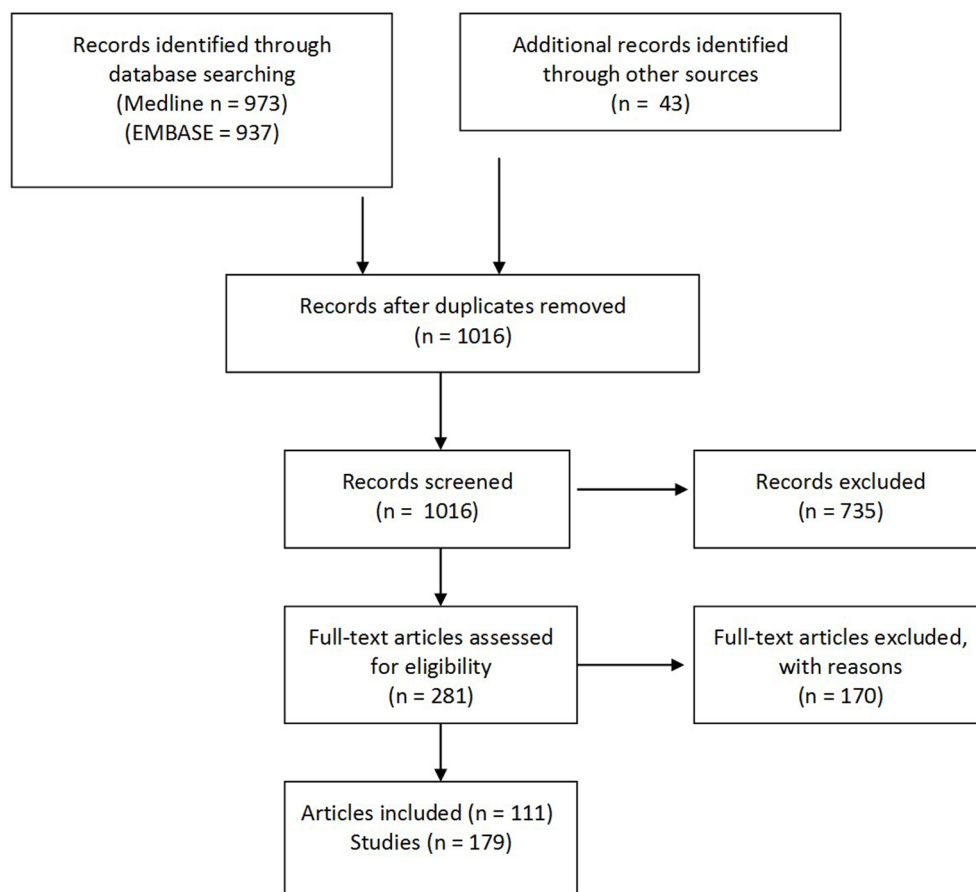 Records identified through
database searching
(Medline n = 973)
(EMBASE = 937)
Additional records identified
through other sources
(n = 43)
Records after duplicates removed
(n = 1016)
Records screened
(n = 1016)
Records excluded
(n = 735)
Full-text articles assessed
for eligibility
(n = 281)
Full-text articles excluded,
with reasons
(n = 170)
Articles included (n = 111)
Studies (n = 179)